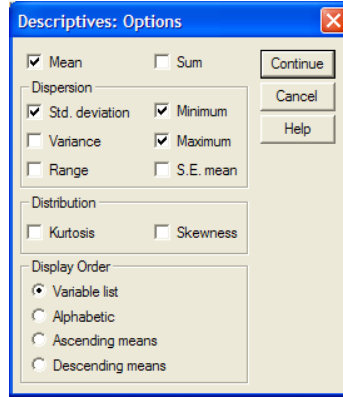 Descriptives: Options
Mean
Sum
Continue
Dispersion
Cancel
Std. deviation
Minimum
Help
Variance
Maximum
Range
S.E. mean
Distribution
Kurtosis
Skewness
Display Order
Variable list
Alphabetic
Ascending means
Descending means